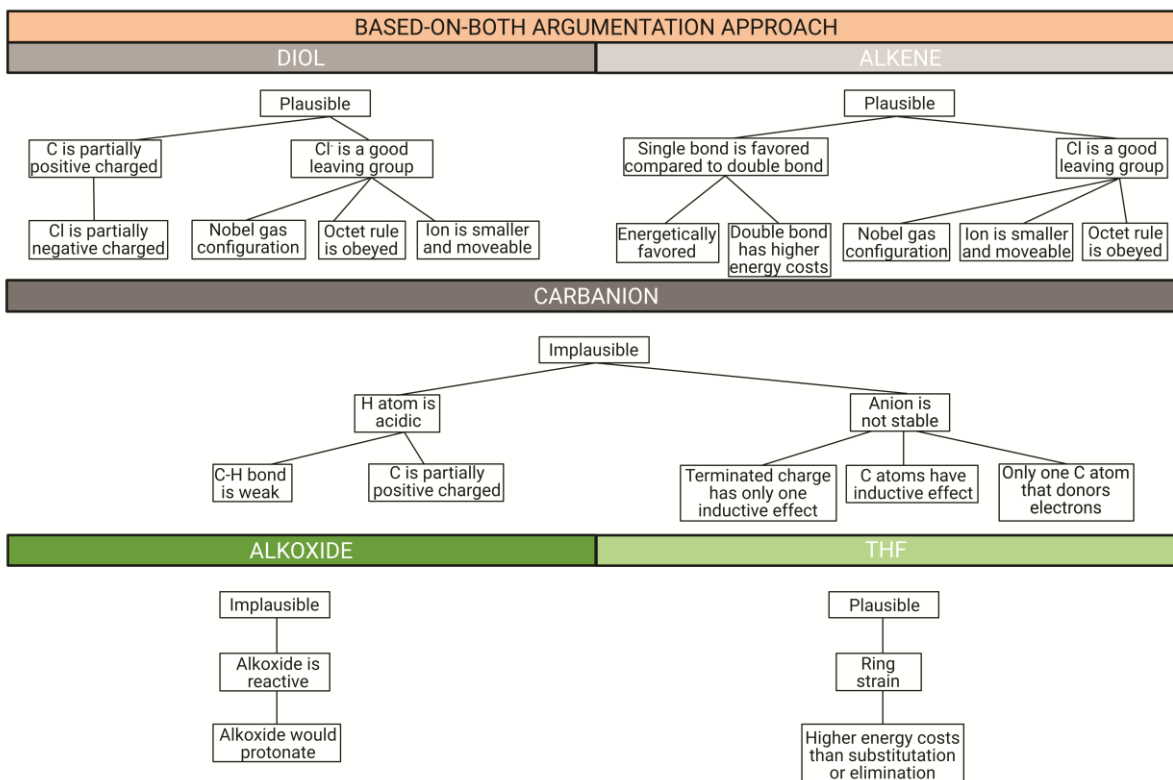 BASED-ON-BOTH ARGUMENTATION APPROACH
DIOL
ALKENE
Plausible
C is partially
positive charged
Cl⁻ is a good
leaving group
Cl is partially
negative charged
Nobel gas
configuration
Octet rule
is obeyed
Ion is smaller
and moveable
Plausible
Single bond is favored
compared to double bond
Cl is a good
leaving group
Energetically
favored
Double bond
has higher
energy costs
Nobel gas
configuration
Ion is smaller
and moveable
Octet rule
is obeyed
CARBANION
Implausible
H atom is
acidic
Anion is
not stable
C-H bond
is weak
C is partially
positive charged
Terminated charge
has only one
inductive effect
C atoms have
inductive effect
Only one C atom
that donors
electrons
ALKOXIDE
THF
Implausible
Alkoxide is
reactive
Alkoxide would
protonate
Plausible
Ring
strain
Higher energy costs
than substitutation
or elimination